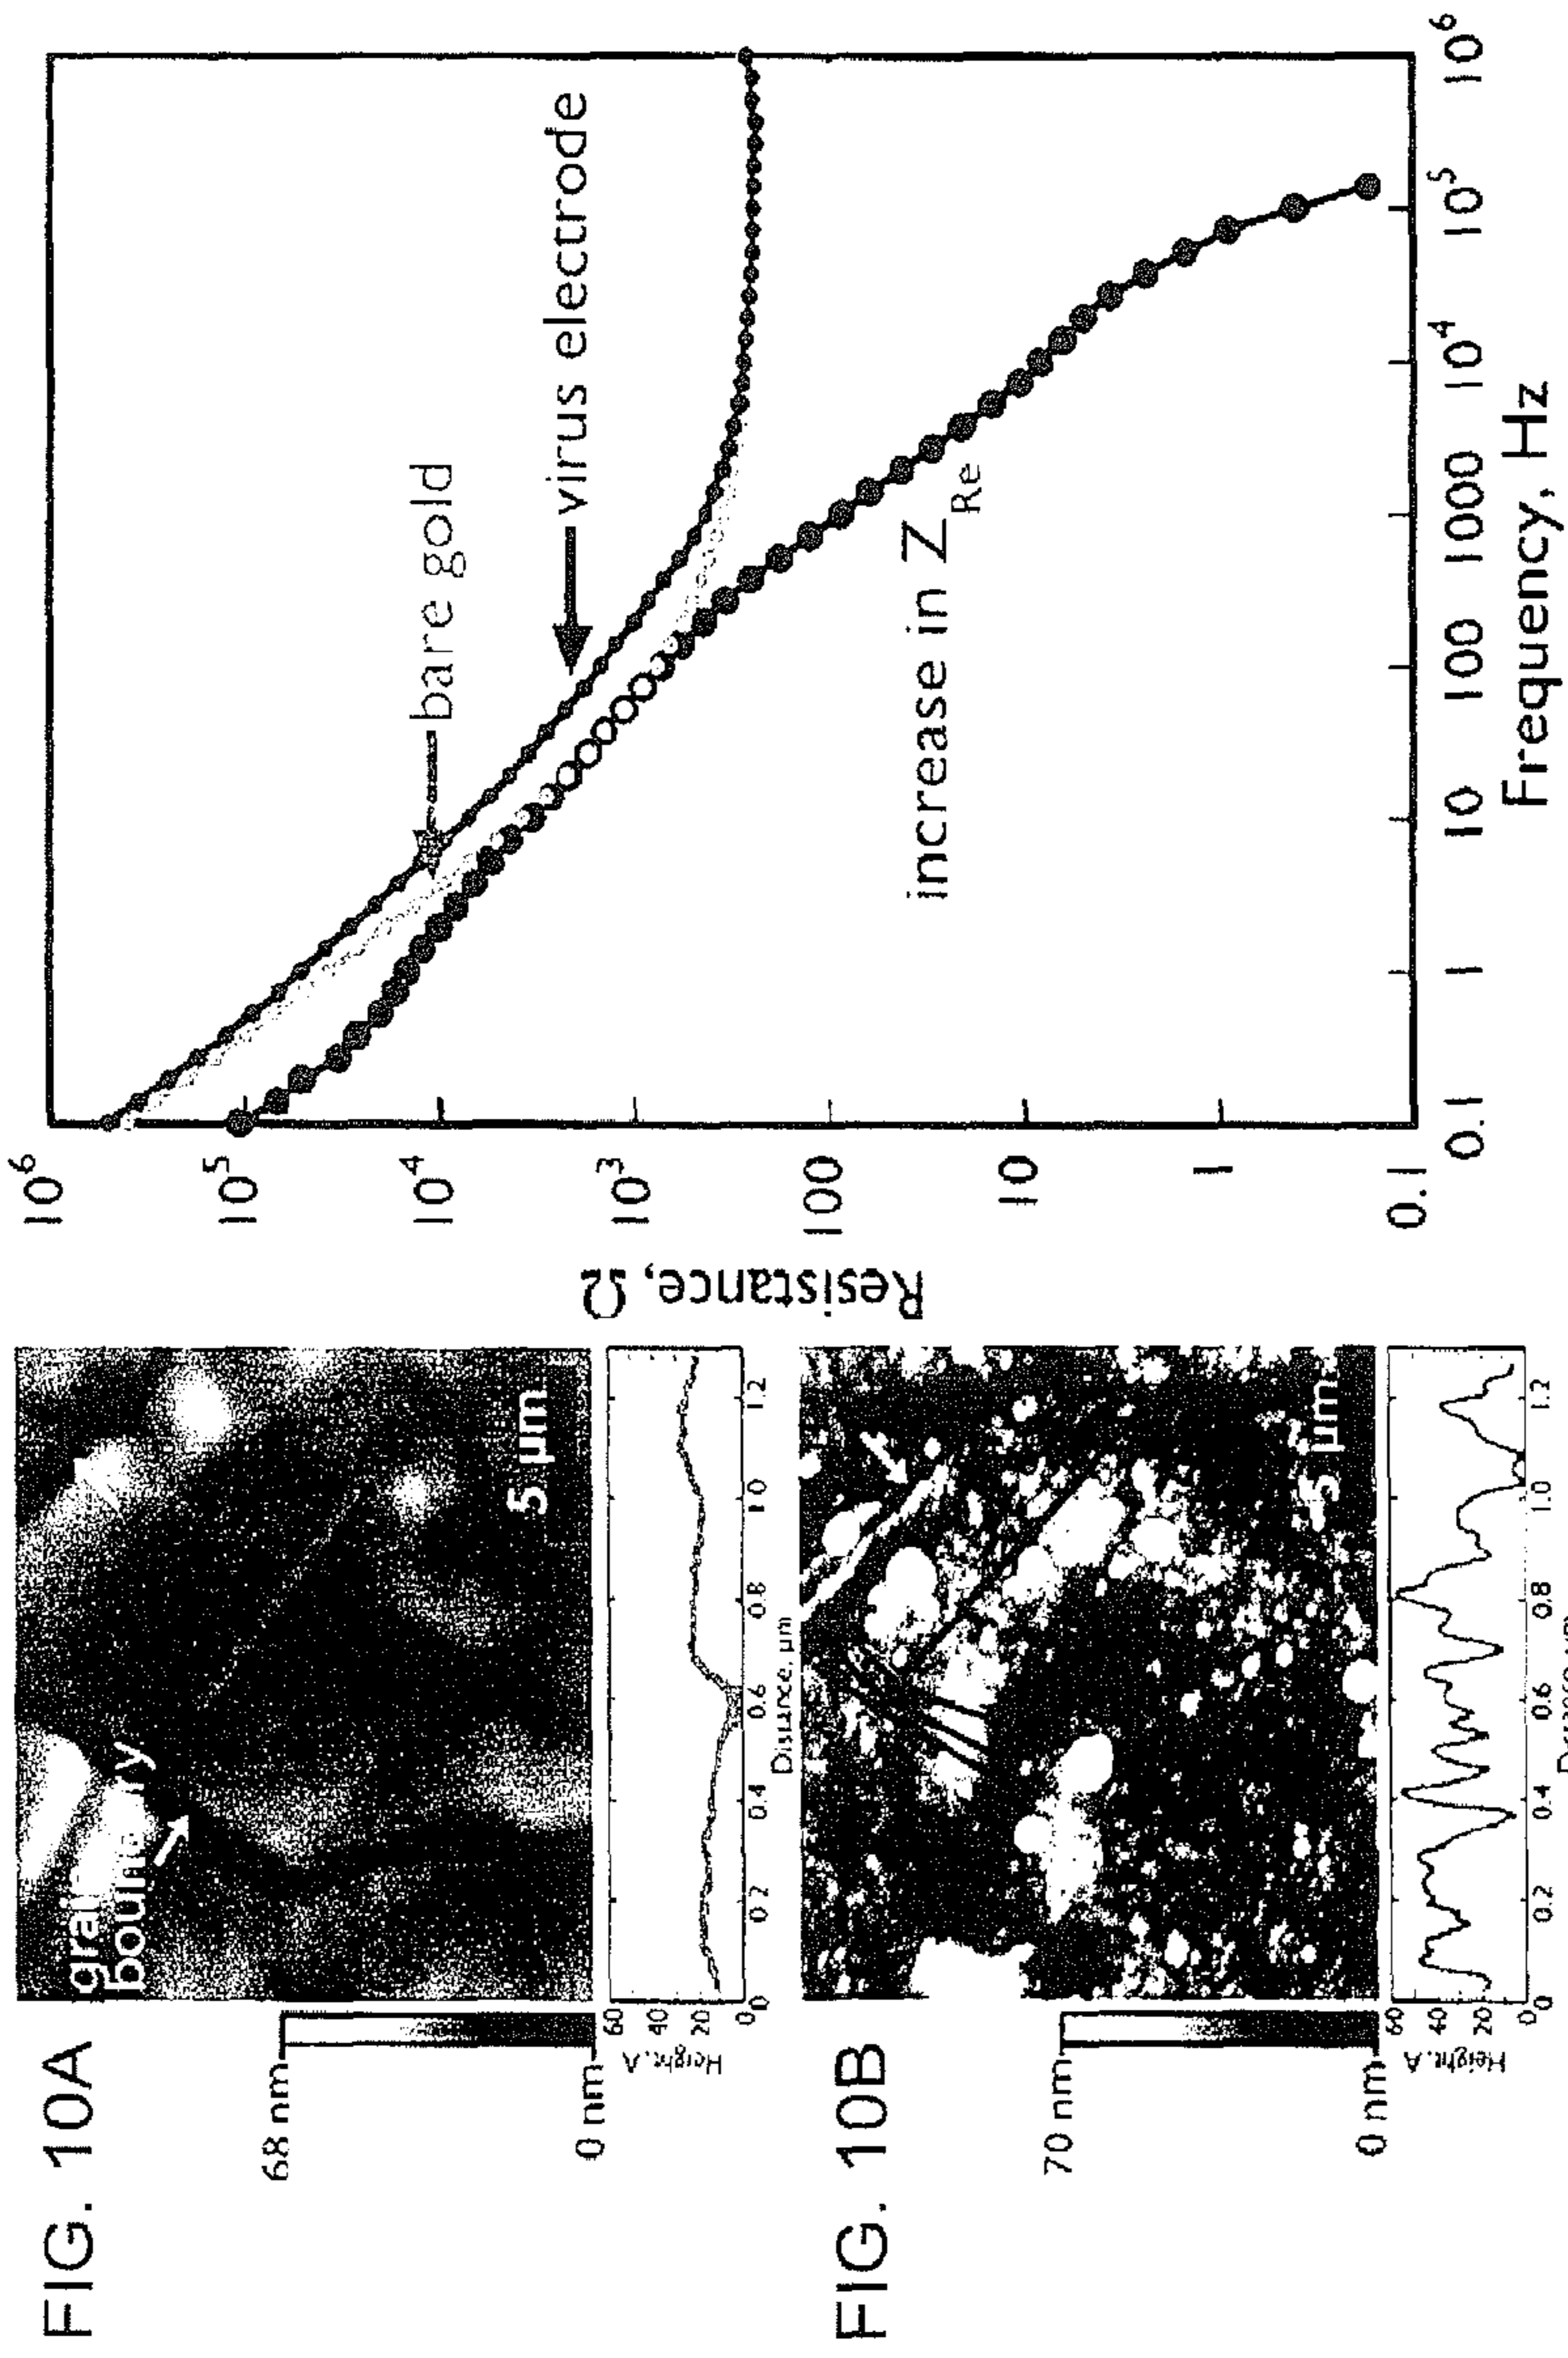 FIG. 10A
68 nm
0 nm
grain
boundary
5 µm
Height, A
60
40
20
0
0
0.2
0.4
0.6
0.8
1.0
1.2
Distance, µm
FIG. 10B
70 nm
0 nm
5 µm
Height, A
60
40
20
0
0
0.2
0.4
0.6
0.8
1.0
1.2
Resistance, Ω
10⁶
10⁵
10⁴
10³
100
10
1
0.1
bare gold
virus electrode
increase in Z_Re
0.1
1
10
100
1000
10⁴
10⁵
10⁶
Frequency, Hz